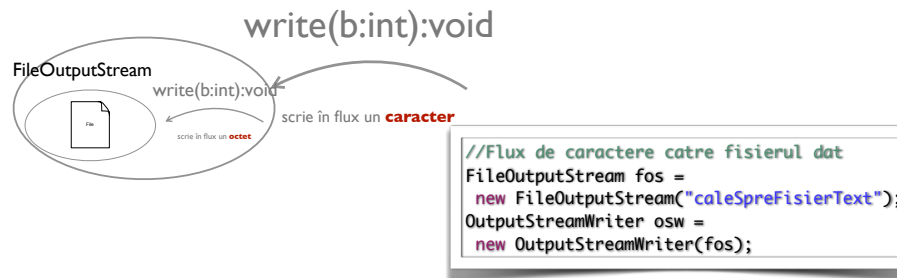 write(b:int):void
FileOutputStream
write(b:int):void
File
scrie în flux un octet
scrie în flux un caracter
//Flux de caractere catre fisierul dat
FileOutputStream fos =
new FileOutputStream("caleSpreFisierText");
OutputStreamWriter osw =
new OutputStreamWriter(fos);